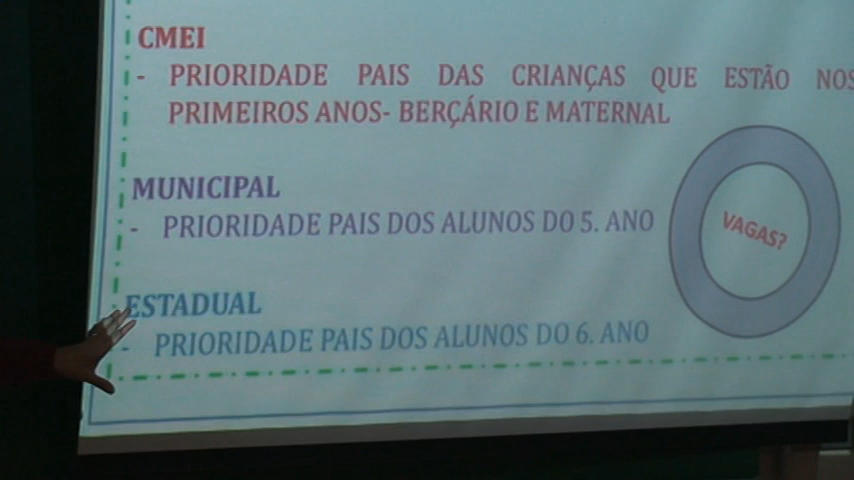 CMEI
- PRIORIDADE PAIS DAS CRIANÇAS QUE ESTÃO NOS
PRIMEIROS ANOS- BERÇÁRIO E MATERNAL
MUNICIPAL
- PRIORIDADE PAIS DOS ALUNOS DO 5. ANO
VAGAS?
ESTADUAL
- PRIORIDADE PAIS DOS ALUNOS DO 6. ANO